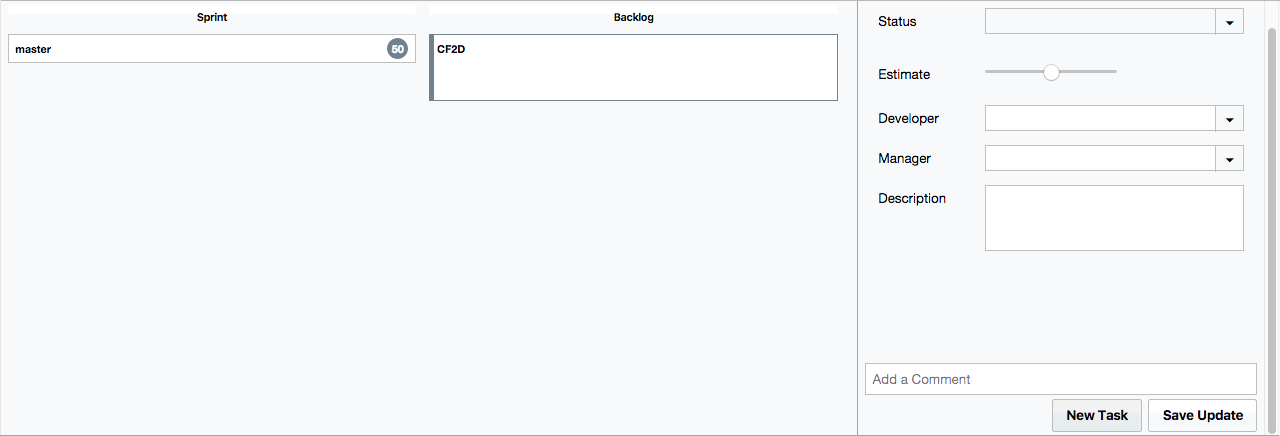 Sprint
Backlog
master
50
CF2D
Status
Estimate
Developer
Manager
Description
Add a Comment
New Task
Save Update